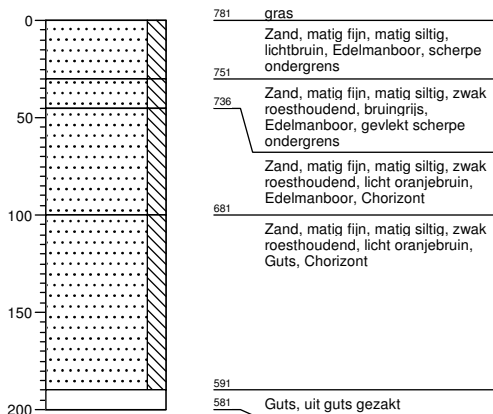 0
50
100
150
200
781
gras
Zand, matig fijn, matig siltig,
lichtbruin, Edelmanboor, scherpe
ondergrens
751
Zand, matig fijn, matig siltig, zwak
736
roesthoudend, bruingrijs,
Edelmanboor, gevlekt scherpe
ondergrens
Zand, matig fijn, matig siltig, zwak
roesthoudend, licht oranjebruin,
Edelmanboor, Chorizont
681
Zand, matig fijn, matig siltig, zwak
roesthoudend, licht oranjebruin,
Guts, Chorizont
591
581
Guts, uit guts gezakt